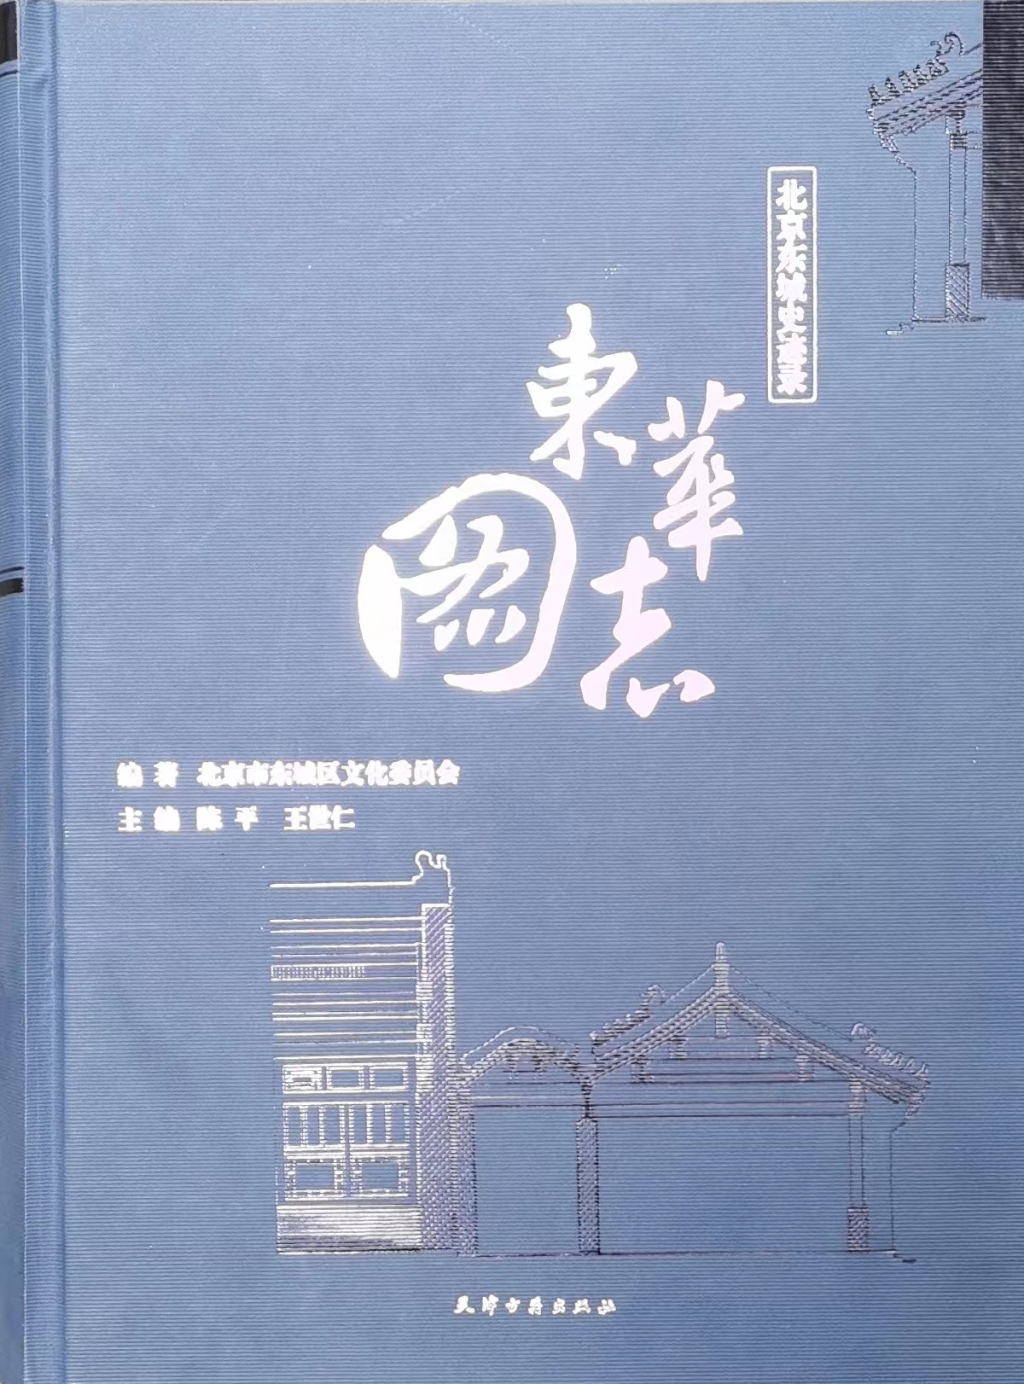 北京东城史迹录
東華圖志
编著 北京市东城区文化委员会
主编 陈平 王世仁
天津古籍出版社